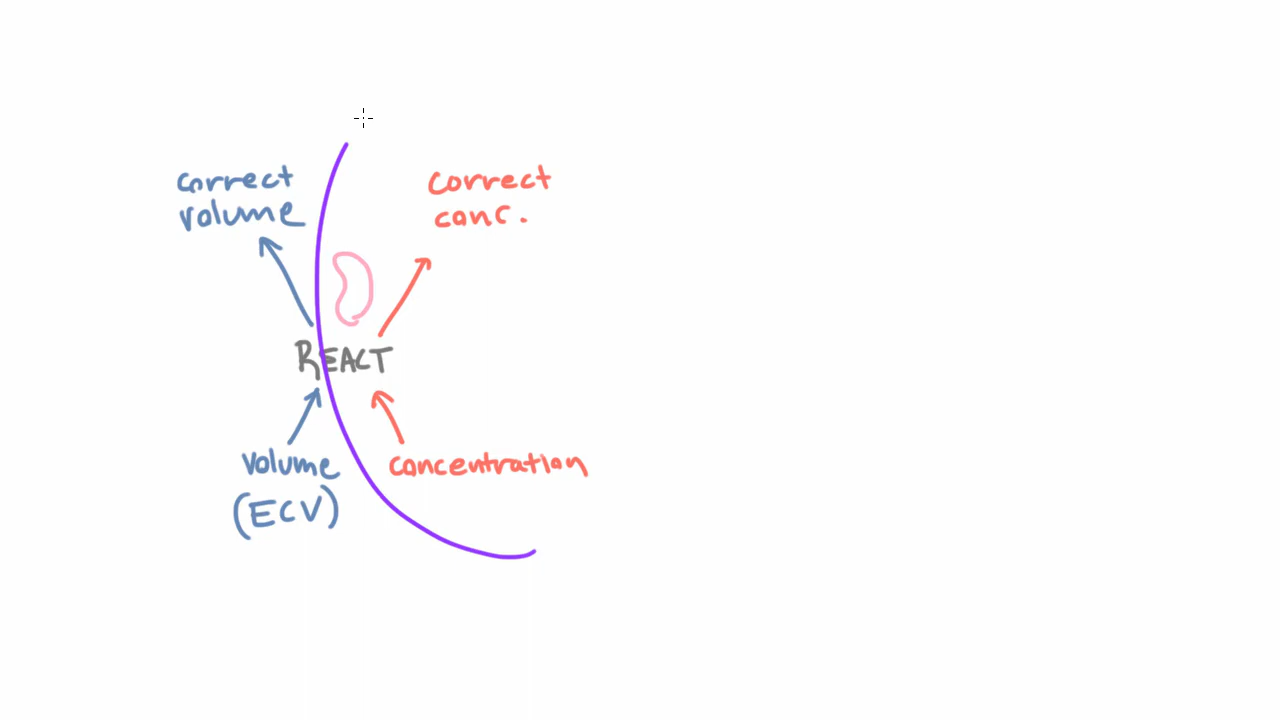 correct
volume
correct
conc.
REACT
volume
(ECV)
concentration